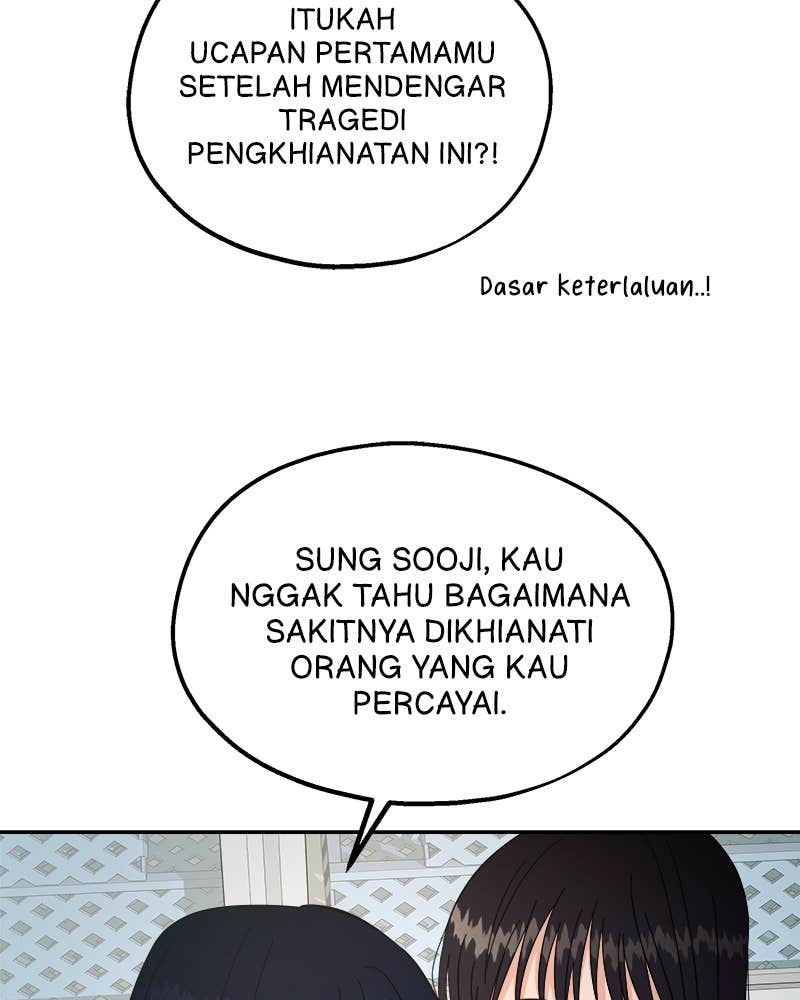 ITUKAH
UCAPAN PERTAMAMU
SETELAH MENDENGAR
TRAGEDI
PENGKHIANATAN INI?!
Dasar keterlaluan..!
SUNG SOOJI, KAU
NGGAK TAHU BAGAIMANA
SAKITNYA DIKHIANATI
ORANG YANG KAU
PERCAYAI.